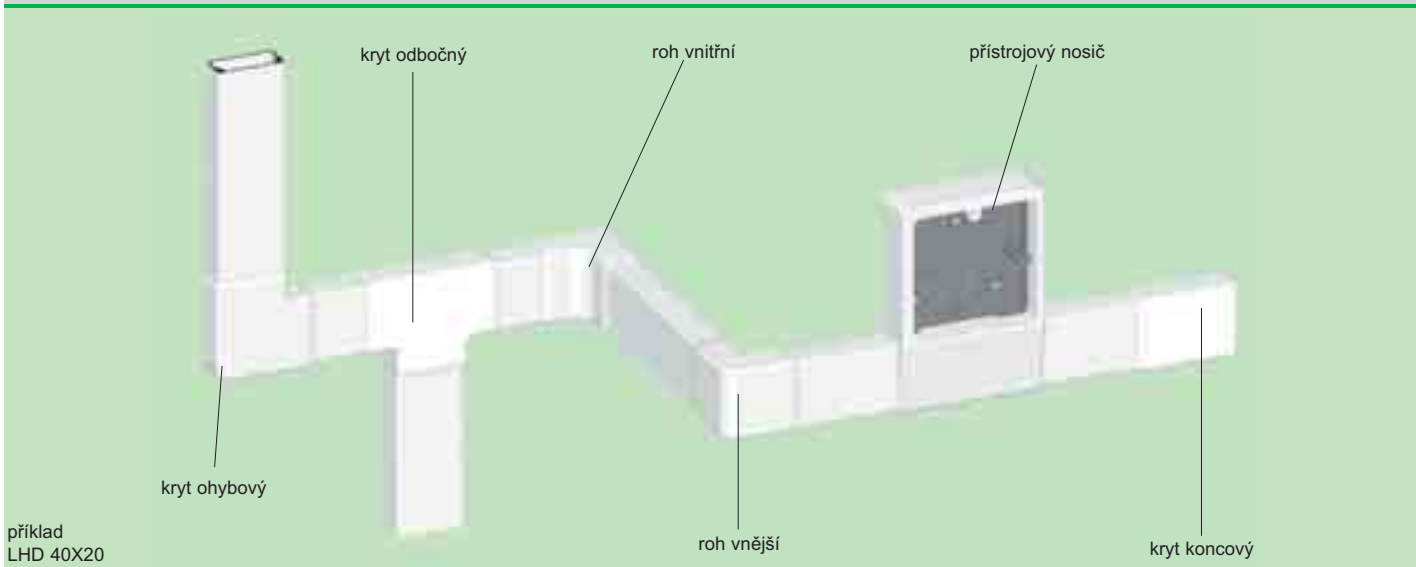 kryt odbočný
roh vnitřní
přístrojový nosič
kryt ohybový
roh vnější
kryt koncový
příklad
LHD 40X20